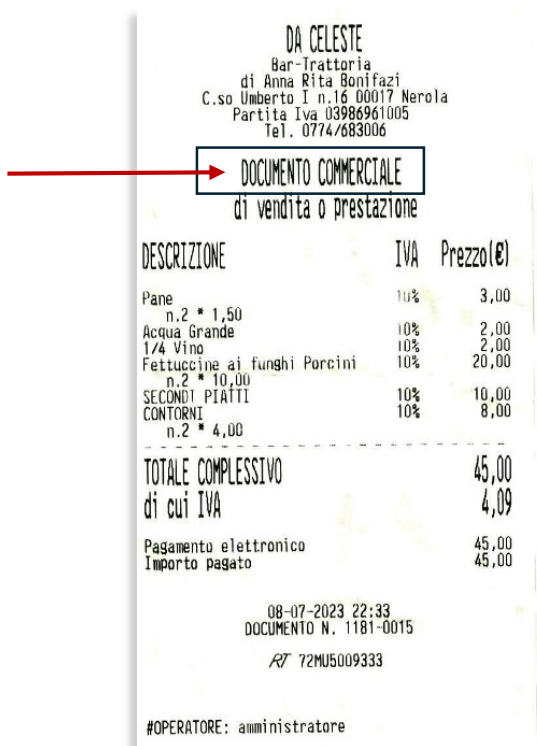 DA CELESTE
Bar-Trattoria
di Anna Rita Bonifazi
C.so Umberto I n.16 00017 Nerola
Partita Iva 03986961005
Tel. 0774/683006
DOCUMENTO COMMERCIALE
di vendita o prestazione
DESCRIZIONE IVA Prezzo(€)
Pane 10% 3,00
n.2 * 1,50
Acqua Grande 10% 2,00
1/4 Vino 10% 2,00
Fettuccine ai funghi Porcini 10% 20,00
n.2 * 10,00
SECONDI PIATTI 10% 10,00
CONTORNI 10% 8,00
n.2 * 4,00
TOTALE COMPLESSIVO 45,00
di cui IVA 4,09
Pagamento elettronico 45,00
Importo pagato 45,00
08-07-2023 22:33
DOCUMENTO N. 1181-0015
RT 72MU5009333
#OPERATORE: amministratore